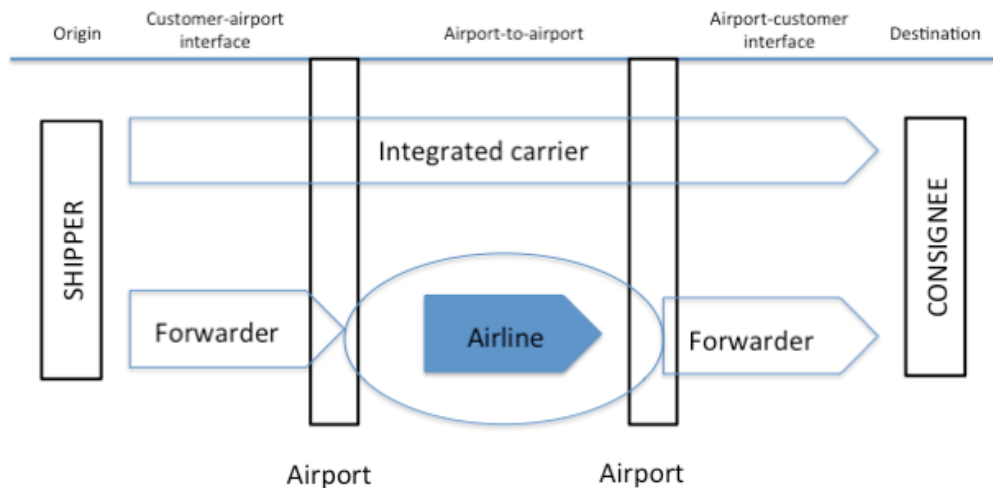 Origin
Customer-airport
interface
Airport-to-airport
Airport-customer
interface
Destination
SHIPPER
Integrated carrier
CONSIGNEE
Forwarder
Airline
Forwarder
Airport
Airport